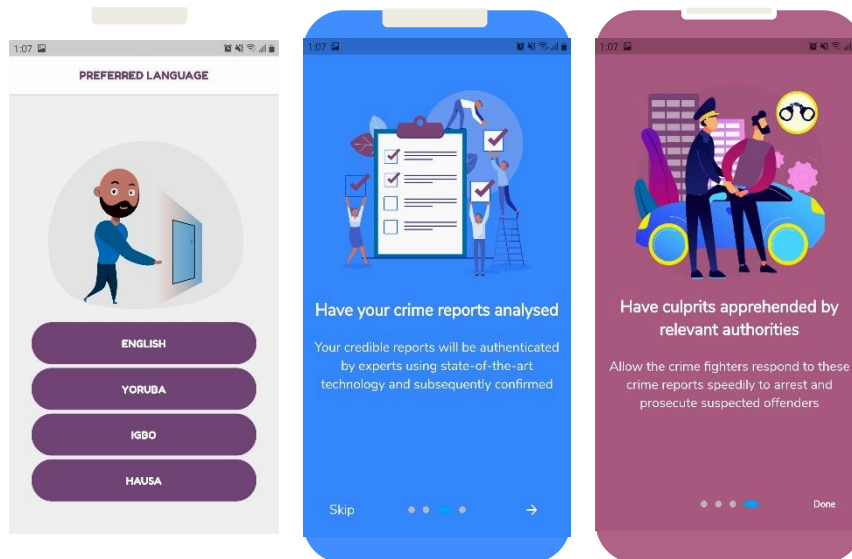 1:07
PREFERRED LANGUAGE
ENGLISH
YORUBA
IGBO
HAUSA
1:07
Have your crime reports analysed
Your credible reports will be authenticated
by experts using state-of-the-art
technology and subsequently confirmed
Skip
1:07
Have culprits apprehended by
relevant authorities
Allow the crime fighters respond to these
crime reports speedily to arrest and
prosecute suspected offenders
Done